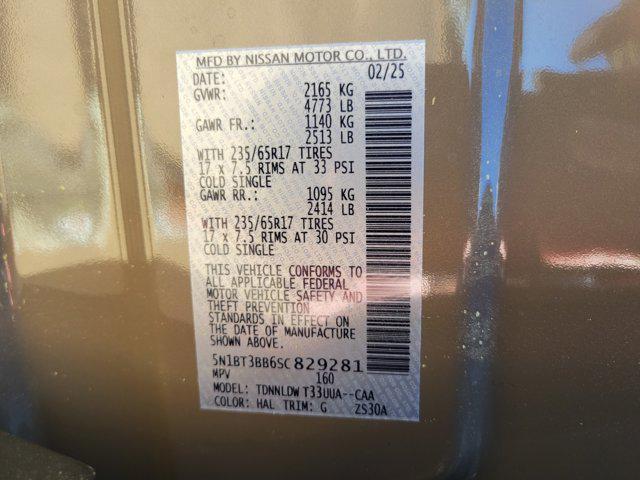 MFD BY NISSAN MOTOR CO., LTD.
DATE: 02/25
GVWR: 2165 KG
4773 LB
GAWR FR.: 1140 KG
2513 LB
WITH 235/65R17 TIRES
17 x 7.5 RIMS AT 33 PSI
COLD SINGLE
GAWR RR.: 1095 KG
2414 LB
WITH 235/65R17 TIRES
17 x 7.5 RIMS AT 30 PSI
COLD SINGLE
THIS VEHICLE CONFORMS TO
ALL APPLICABLE FEDERAL
MOTOR VEHICLE SAFETY AND
THEFT PREVENTION
STANDARDS IN EFFECT ON
THE DATE OF MANUFACTURE
SHOWN ABOVE.
5N1BT3BB6SC829281
MPV 160
MODEL: TDNNLDW T33UUA--CAA
COLOR: HAL TRIM: G ZS30A